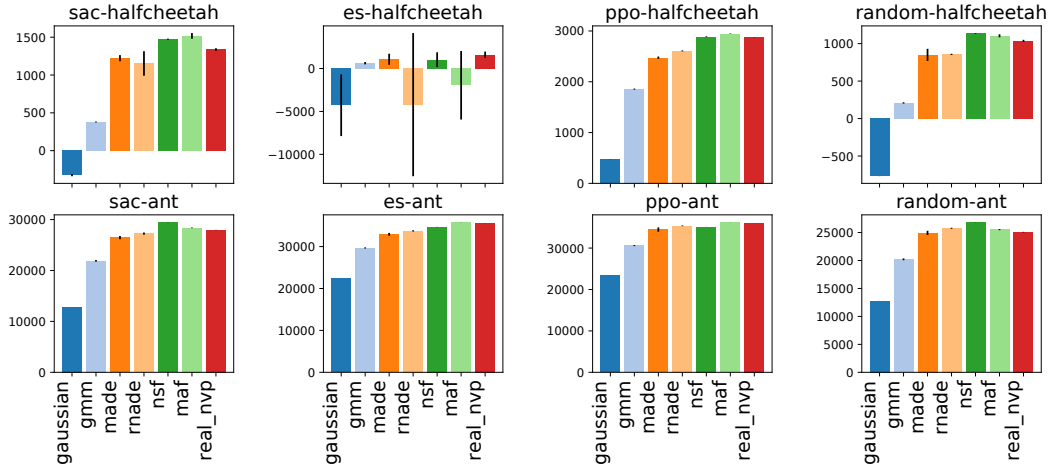 sac-halfcheetah
es-halfcheetah
ppo-halfcheetah
random-halfcheetah
1500
1000
500
0
0
−5000
−10000
3000
2000
1000
0
1000
500
0
−500
sac-ant
es-ant
ppo-ant
random-ant
30000
20000
10000
0
30000
20000
10000
0
30000
20000
10000
0
25000
20000
15000
10000
5000
0
gaussian
gmm
made
rnade
nsf
maf
real_nvp
gaussian
gmm
made
rnade
nsf
maf
real_nvp
gaussian
gmm
made
rnade
nsf
maf
real_nvp
gaussian
gmm
made
rnade
nsf
maf
real_nvp